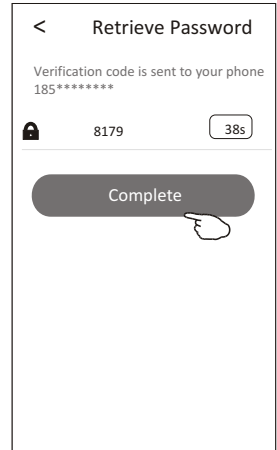 < Retrieve Password
Verification code is sent to your phone
185********
8179 38s
Complete